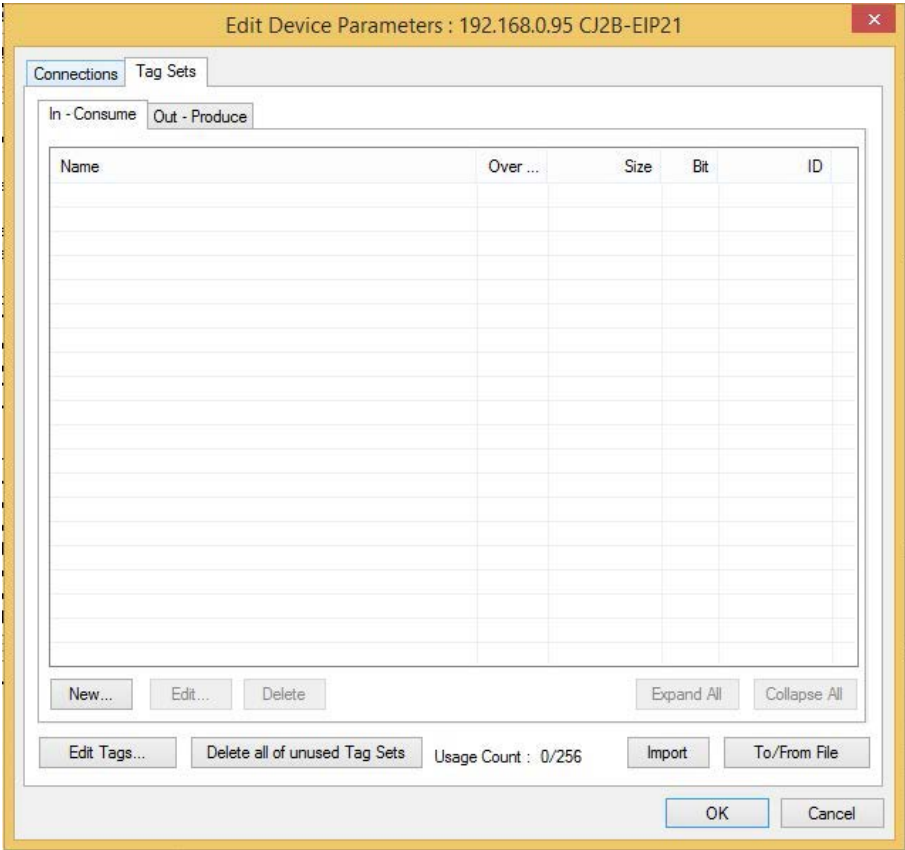 Edit Device Parameters : 192.168.0.95 CJ2B-EIP21
Connections Tag Sets
In - Consume Out - Produce
Name Over ... Size Bit ID
New... Edit... Delete Expand All Collapse All
Edit Tags... Delete all of unused Tag Sets Usage Count : 0/256 Import To/From File
OK Cancel